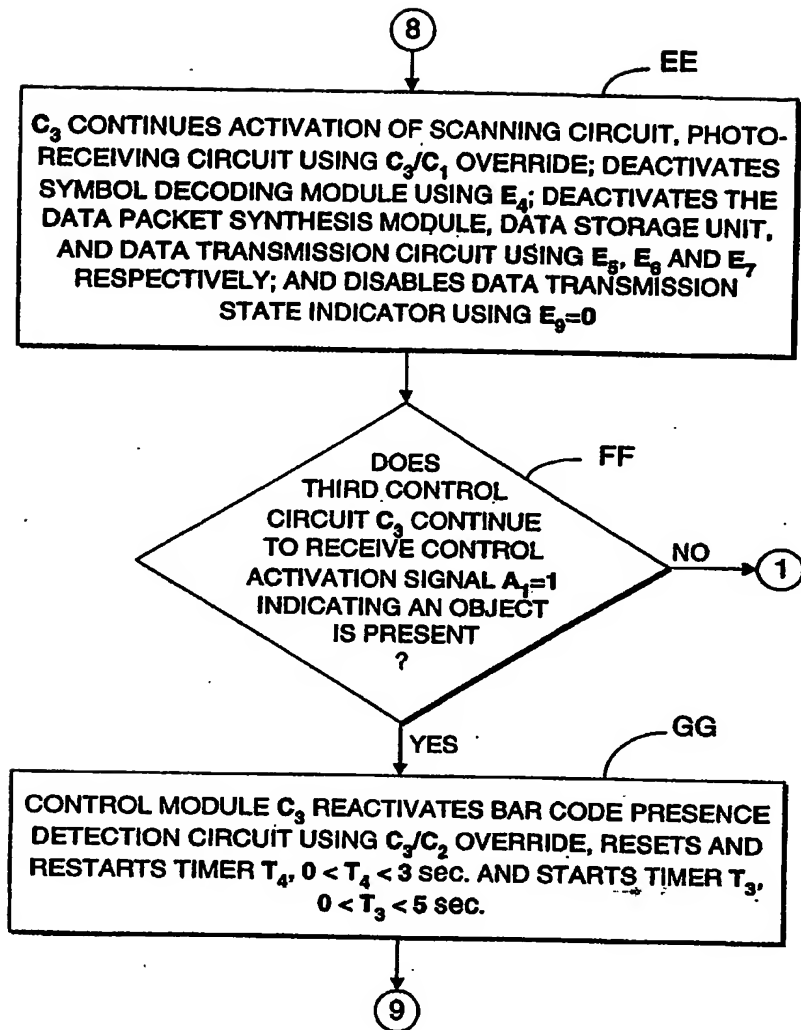 8
EE
C₃ CONTINUES ACTIVATION OF SCANNING CIRCUIT, PHOTO-
RECEIVING CIRCUIT USING C₃/C₁ OVERRIDE; DEACTIVATES
SYMBOL DECODING MODULE USING E₄; DEACTIVATES THE
DATA PACKET SYNTHESIS MODULE, DATA STORAGE UNIT,
AND DATA TRANSMISSION CIRCUIT USING E₅, E₆ AND E₇
RESPECTIVELY; AND DISABLES DATA TRANSMISSION
STATE INDICATOR USING E₉=0
FF
DOES
THIRD CONTROL
CIRCUIT C₃ CONTINUE
TO RECEIVE CONTROL
ACTIVATION SIGNAL A₁=1
INDICATING AN OBJECT
IS PRESENT
?
NO
1
YES
GG
CONTROL MODULE C₃ REACTIVATES BAR CODE PRESENCE
DETECTION CIRCUIT USING C₃/C₂ OVERRIDE, RESETS AND
RESTARTS TIMER T₄, 0 < T₄ < 3 sec. AND STARTS TIMER T₃,
0 < T₃ < 5 sec.
9